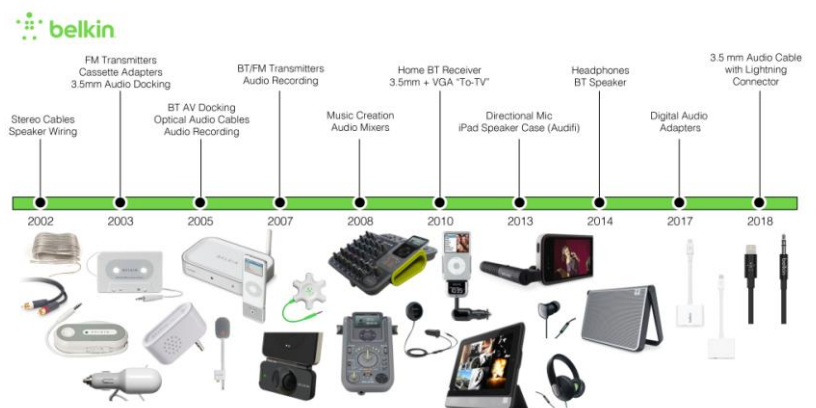 belkin
FM Transmitters
Cassette Adapters
3.5mm Audio Docking
BT/FM Transmitters
Audio Recording
Home BT Receiver
3.5mm + VGA “To-TV”
Headphones
BT Speaker
3.5 mm Audio Cable
with Lightning
Connector
Stereo Cables
Speaker Wiring
BT AV Docking
Optical Audio Cables
Audio Recording
Music Creation
Audio Mixers
Directional Mic
iPad Speaker Case (Audifi)
Digital Audio
Adapters
2002 2003 2005 2007 2008 2010 2013 2014 2017 2018